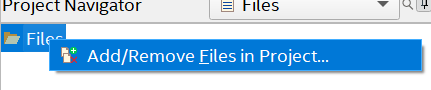 Project Navigator Files
Files
Add/Remove Files in Project...